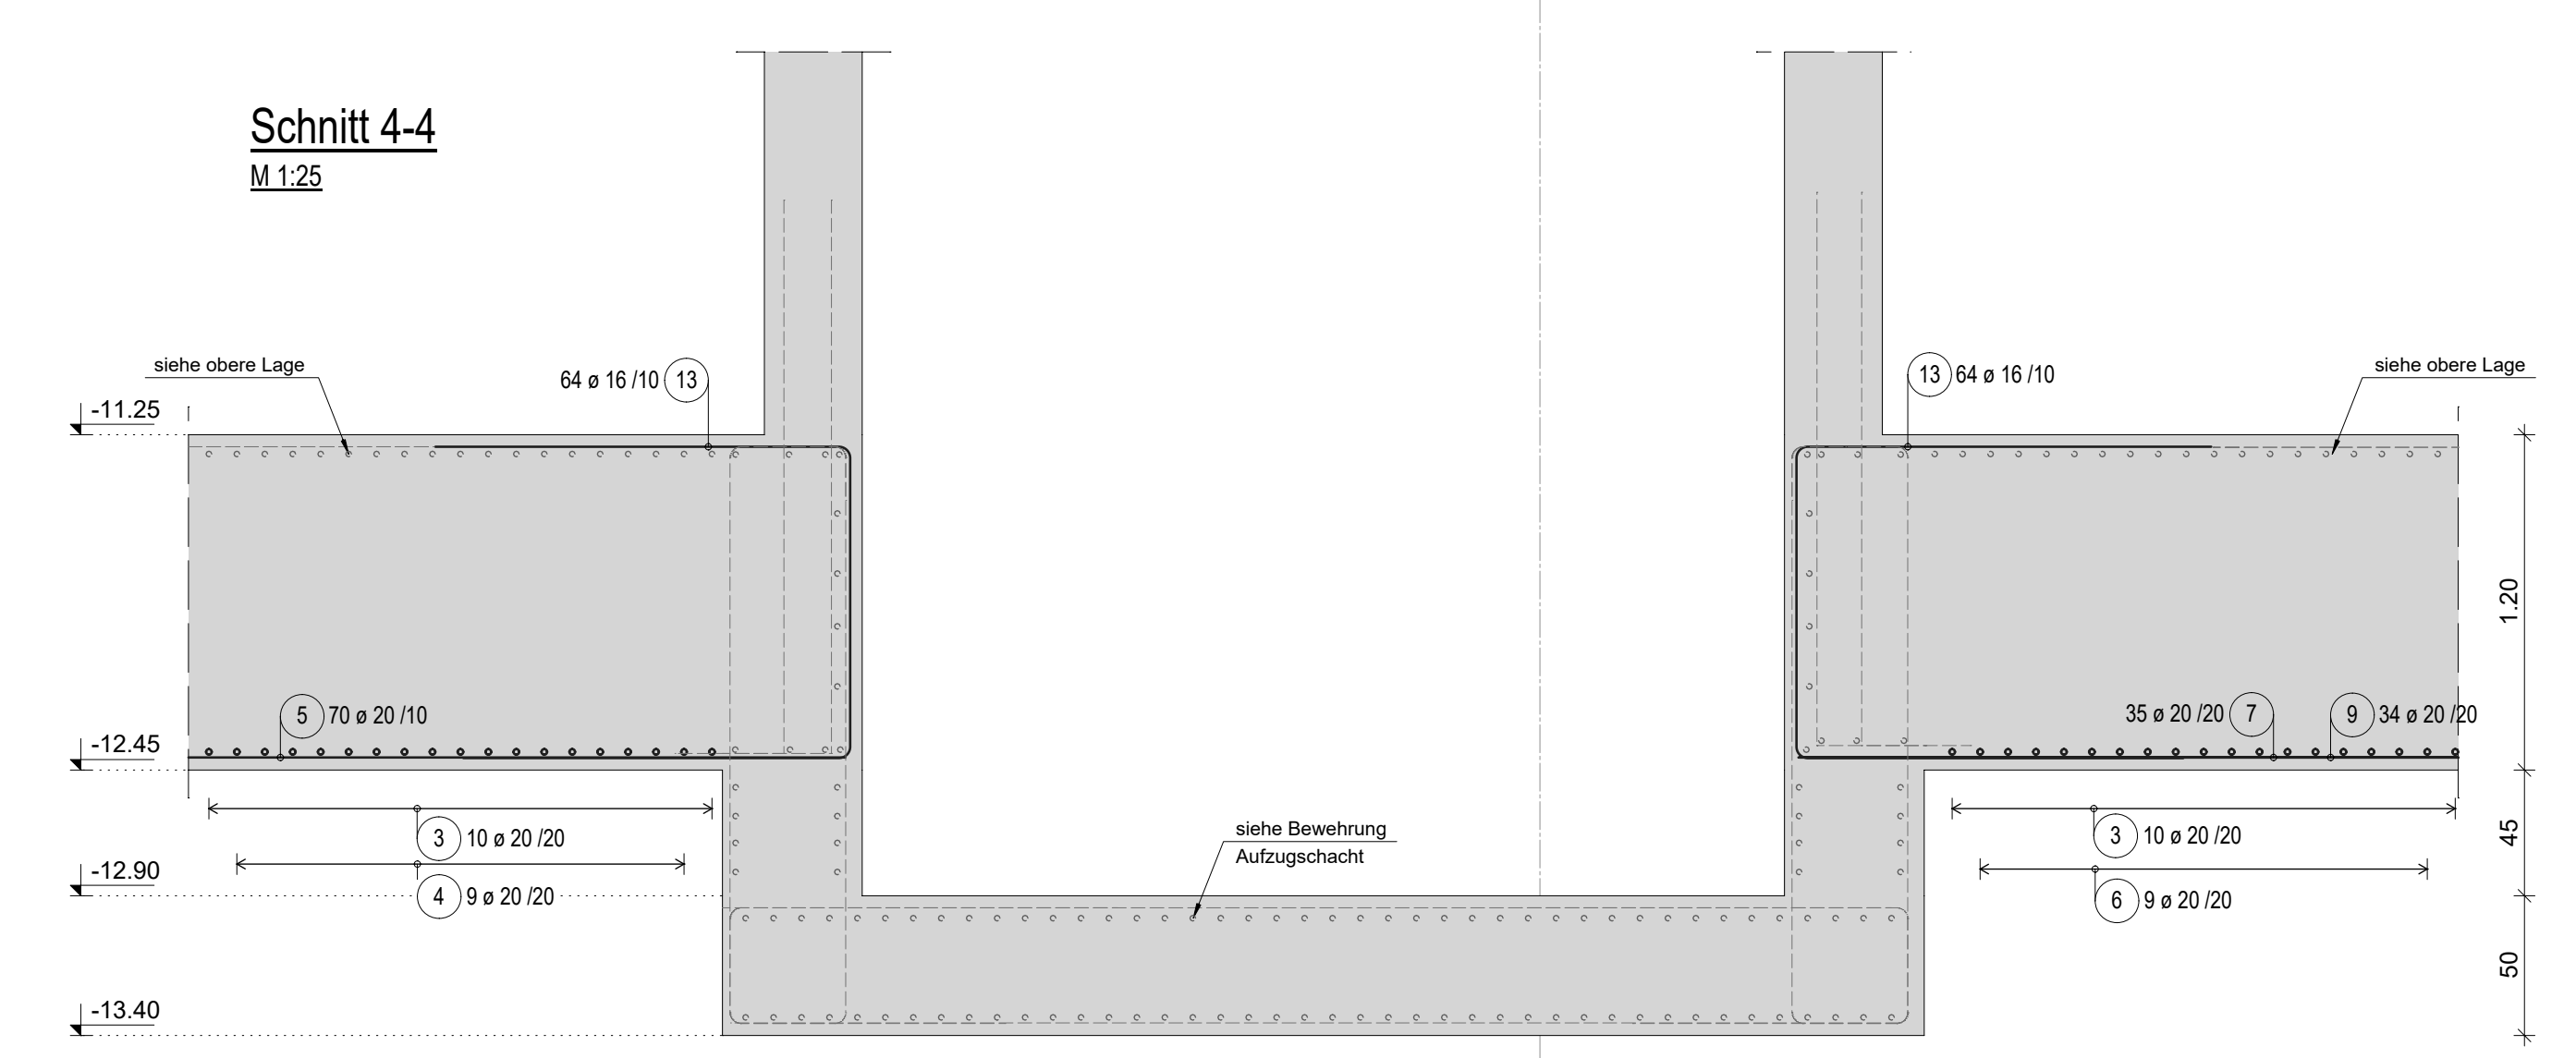 Schnitt 4-4
M 1:25
siehe obere Lage
64 ø 16 /10 13
13 64 ø 16 /10
siehe obere Lage
-11.25
1.20
5 70 ø 20 /10
35 ø 20 /20 7
9 34 ø 20 /20
-12.45
3 10 ø 20 /20
siehe Bewehrung
Aufzugschacht
3 10 ø 20 /20
45
-12.90
4 9 ø 20 /20
6 9 ø 20 /20
50
-13.40